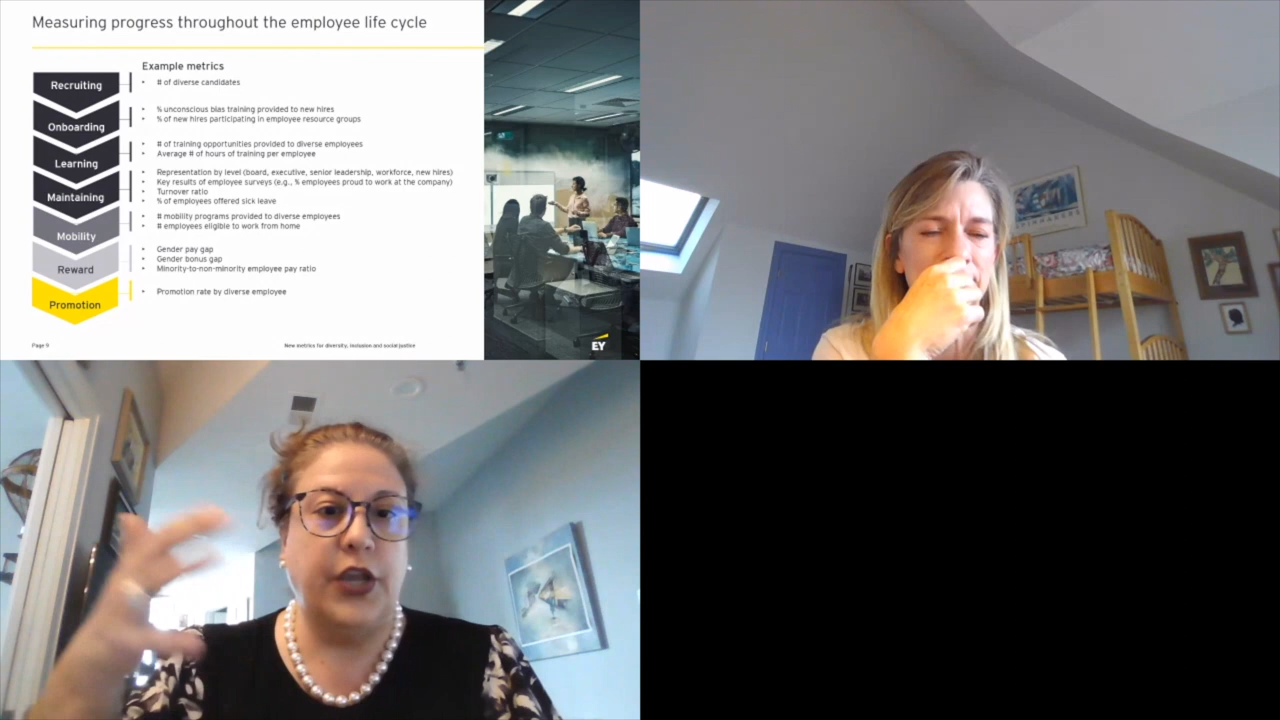 Measuring progress throughout the employee life cycle
Example metrics
Recruiting
• # of diverse candidates
Onboarding
• % unconscious bias training provided to new hires
• % of new hires participating in employee resource groups
Learning
• # of training opportunities provided to diverse employees
• Average # of hours of training per employee
Maintaining
• Representation by level (board, executive, senior leadership, workforce, new hires)
• Key results of employee surveys (e.g., % employees proud to work at the company)
• Turnover ratio
• % of employees offered sick leave
Mobility
• # mobility programs provided to diverse employees
• # employees eligible to work from home
Reward
• Gender pay gap
• Gender bonus gap
• Minority-to-non-minority employee pay ratio
Promotion
• Promotion rate by diverse employee
Page 9
New metrics for diversity, inclusion and social justice
EY